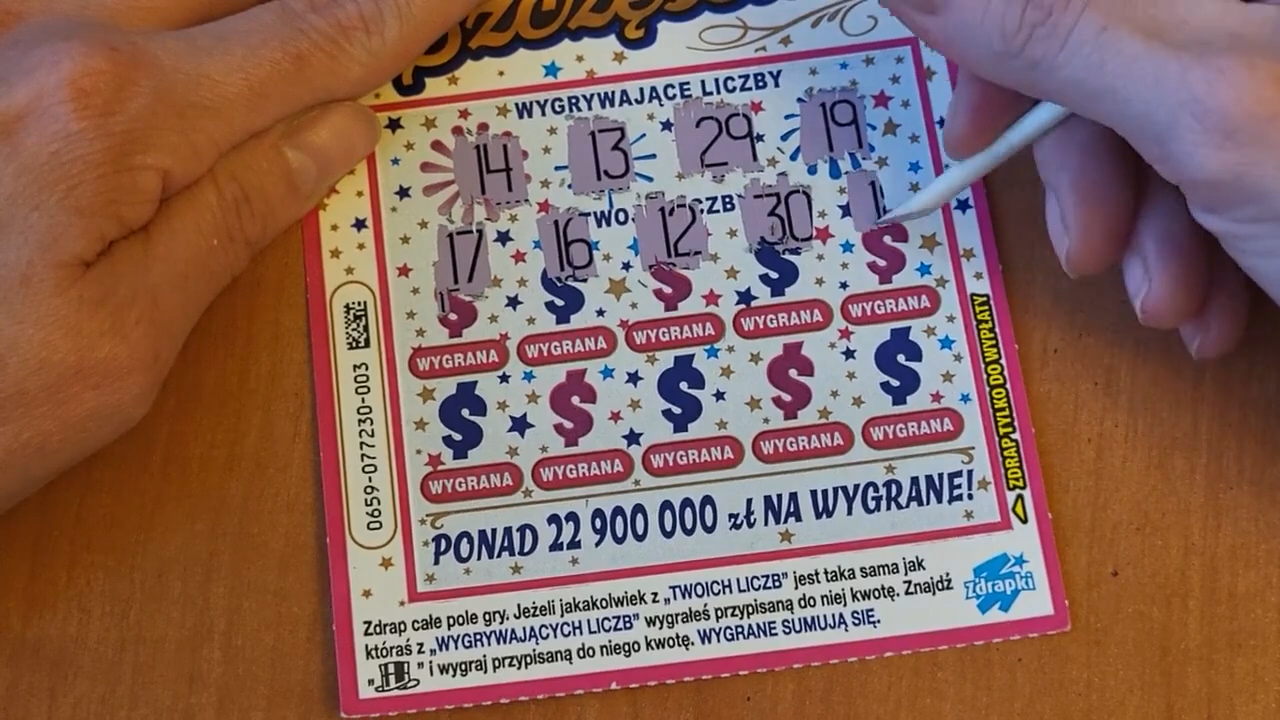 WYGRYWAJĄCE LICZBY
14 13 29 19
17 16 12 30
WYGRANA WYGRANA WYGRANA WYGRANA WYGRANA
$ $ $ $ $
WYGRANA WYGRANA WYGRANA WYGRANA WYGRANA
PONAD 22 900 000 zł NA WYGRANE!
Zdrap całe pole gry. Jeżeli jakakolwiek z „TWOICH LICZB” jest taka sama jak
któraś z „WYGRYWAJĄCYCH LICZB” wygrałeś przypisaną do niej kwotę. Znajdź
„ ” i wygraj przypisaną do niego kwotę. WYGRANE SUMUJĄ SIĘ.
Zdrapki
0659-077230-003
ZDRAP TYLKO DO WYPŁATY